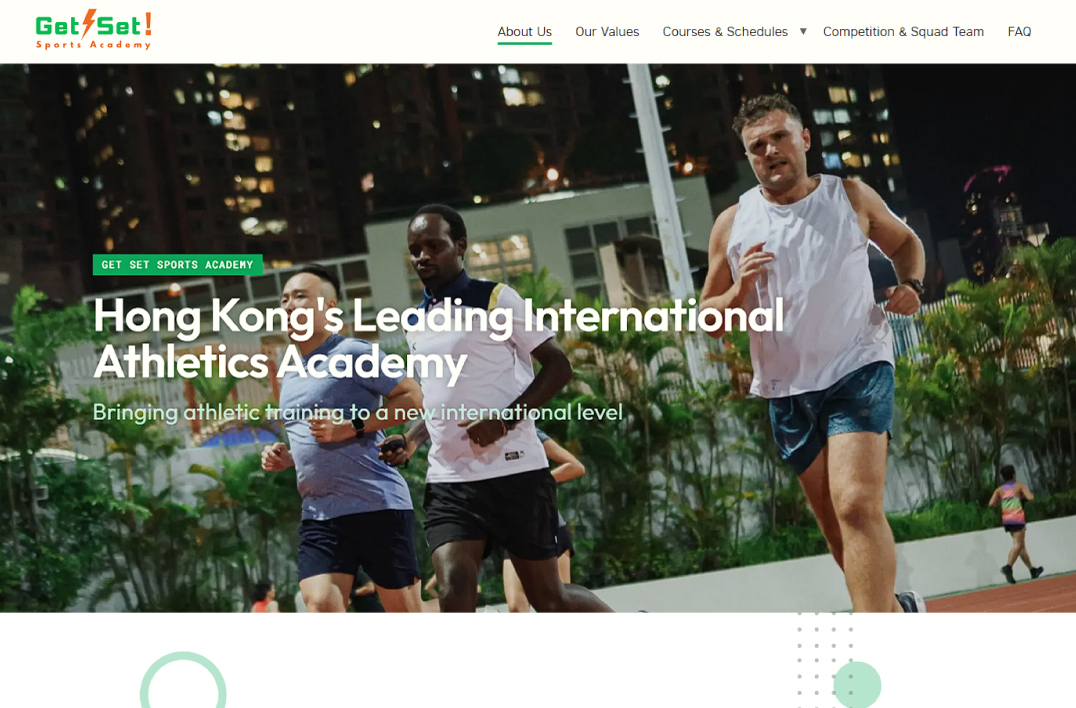 Get Set!
Sports Academy
About Us
Our Values
Courses & Schedules ▼
Competition & Squad Team
FAQ
GET SET SPORTS ACADEMY
Hong Kong's Leading International
Athletics Academy
Bringing athletic training to a new international level